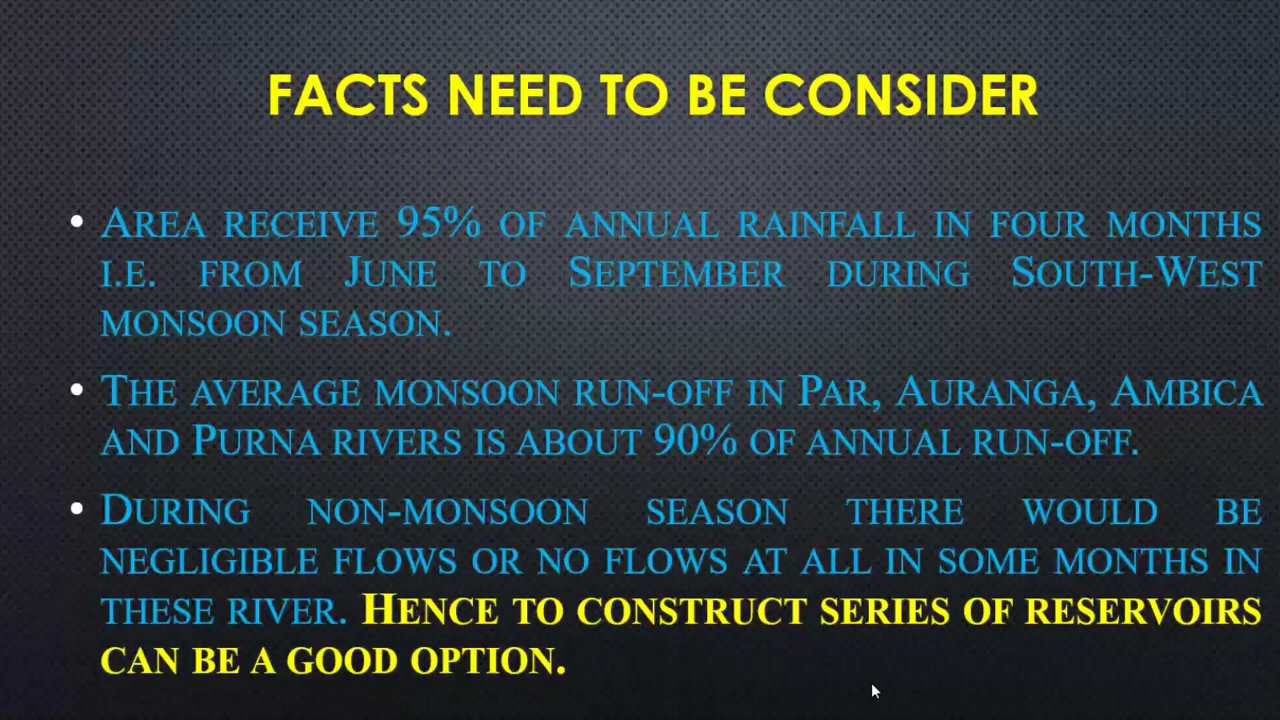 FACTS NEED TO BE CONSIDER
• AREA RECEIVE 95% OF ANNUAL RAINFALL IN FOUR MONTHS
I.E. FROM JUNE TO SEPTEMBER DURING SOUTH-WEST
MONSOON SEASON.
• THE AVERAGE MONSOON RUN-OFF IN PAR, AURANGA, AMBICA
AND PURNA RIVERS IS ABOUT 90% OF ANNUAL RUN-OFF.
• DURING NON-MONSOON SEASON THERE WOULD BE
NEGLIGIBLE FLOWS OR NO FLOWS AT ALL IN SOME MONTHS IN
THESE RIVER. HENCE TO CONSTRUCT SERIES OF RESERVOIRS
CAN BE A GOOD OPTION.